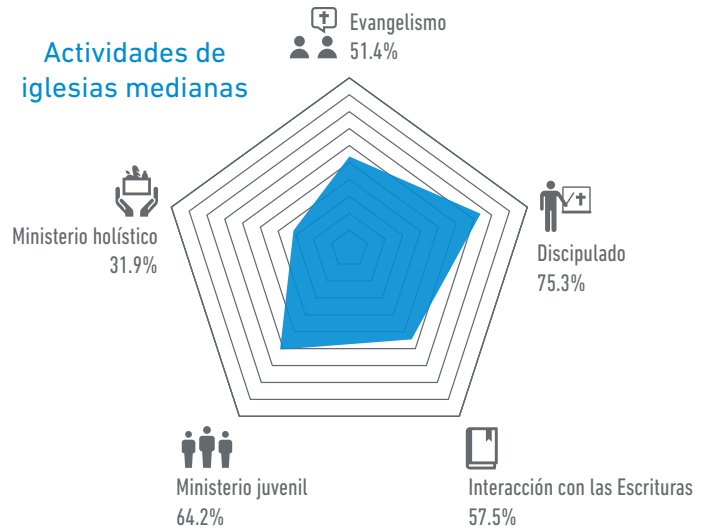 Actividades de
iglesias medianas
Evangelismo
51.4%
Discipulado
75.3%
Interacción con las Escrituras
57.5%
Ministerio juvenil
64.2%
Ministerio holístico
31.9%